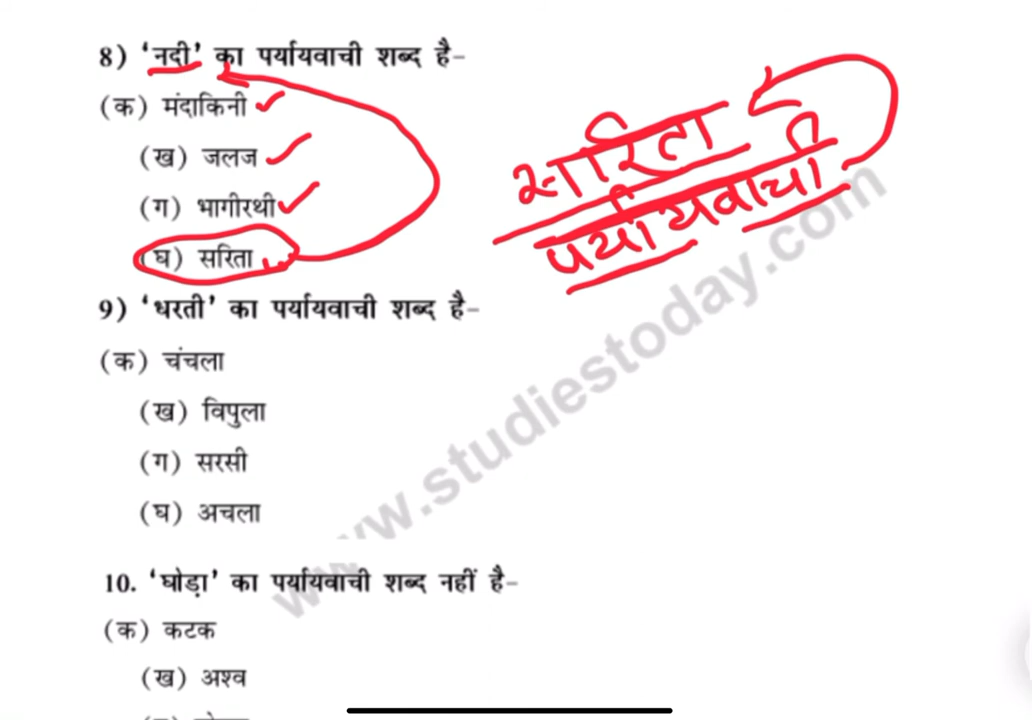 8) ‘नदी’ का पर्यायवाची शब्द है-
(क) मंदाकिनी
(ख) जलज
(ग) भागीरथी
(घ) सरिता
सरिता
पर्यायवाची
9) ‘धरती’ का पर्यायवाची शब्द है-
(क) चंचला
(ख) विपुला
(ग) सरसी
(घ) अचला
10. ‘घोड़ा’ का पर्यायवाची शब्द नहीं है-
(क) कटक
(ख) अश्व
www.studiestoday.com